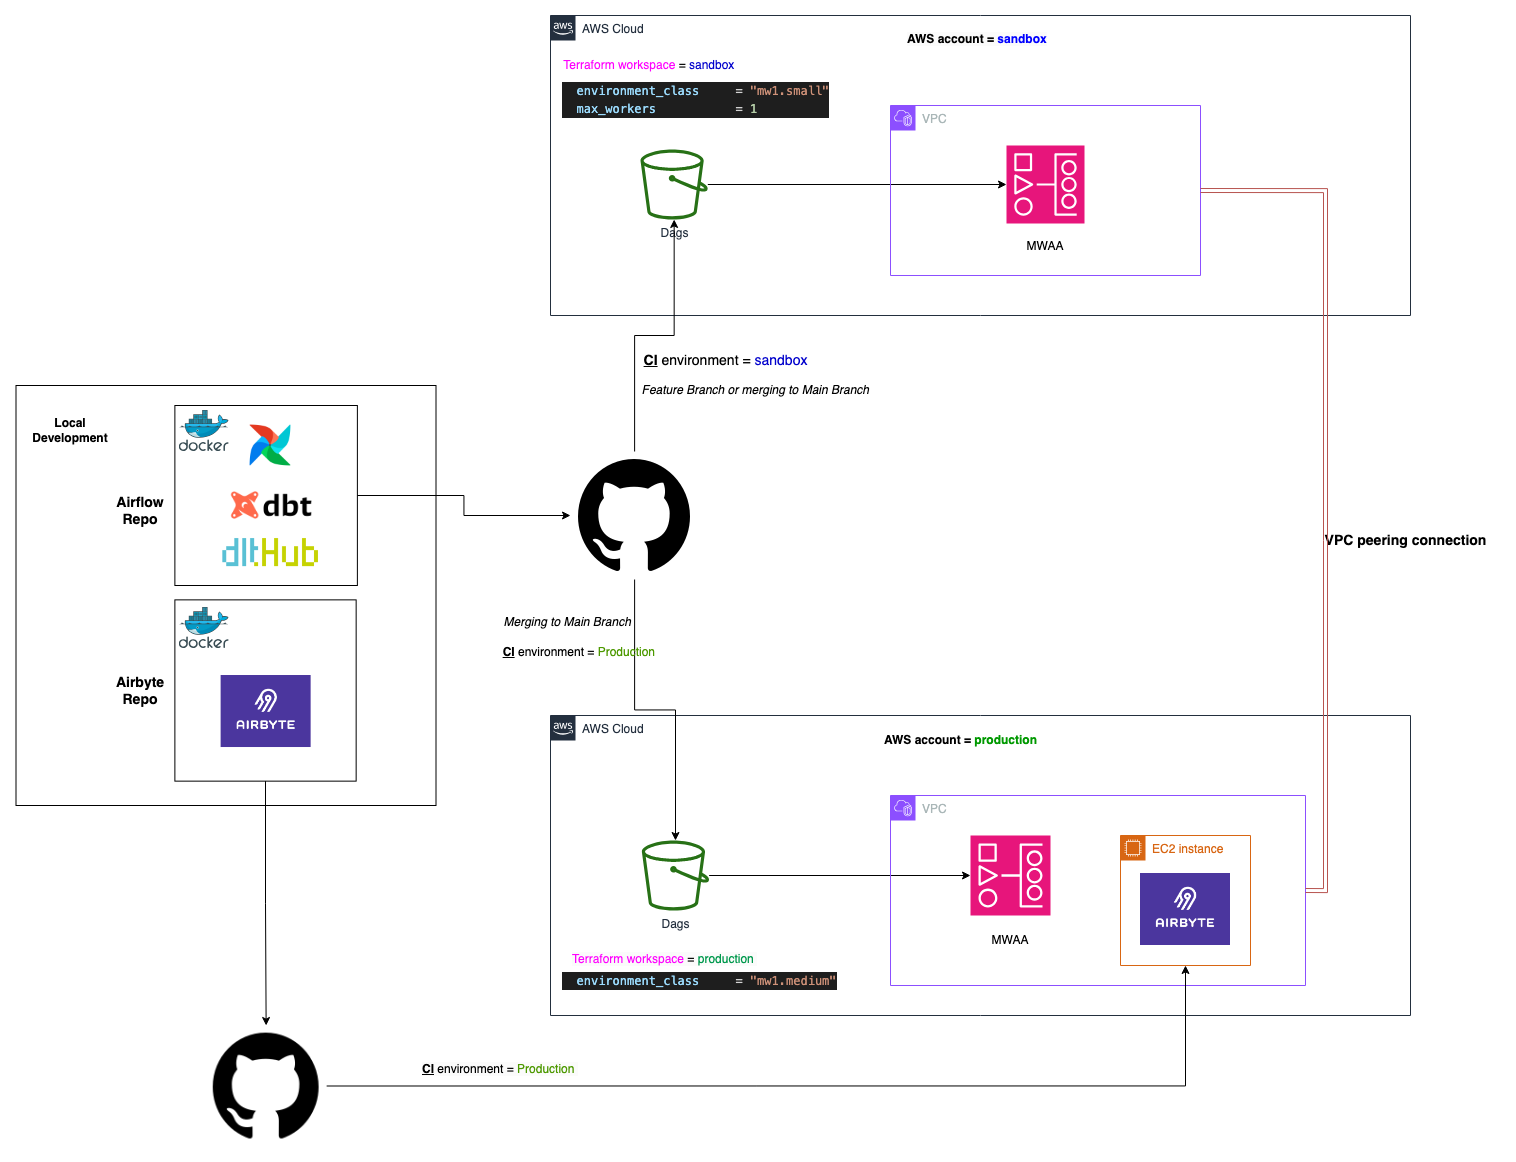 aws
AWS Cloud
AWS account = sandbox
Terraform workspace = sandbox
environment_class = "mw1.small"
max_workers = 1
VPC
Dags
MWAA
CI environment = sandbox
Feature Branch or merging to Main Branch
Local
Development
docker
Airflow
Repo
dbt
dltHub
docker
Airbyte
Repo
AIRBYTE
VPC peering connection
Merging to Main Branch
CI environment = Production
aws
AWS Cloud
AWS account = production
VPC
EC2 instance
AIRBYTE
Dags
MWAA
Terraform workspace = production
environment_class = "mw1.medium"
CI environment = Production